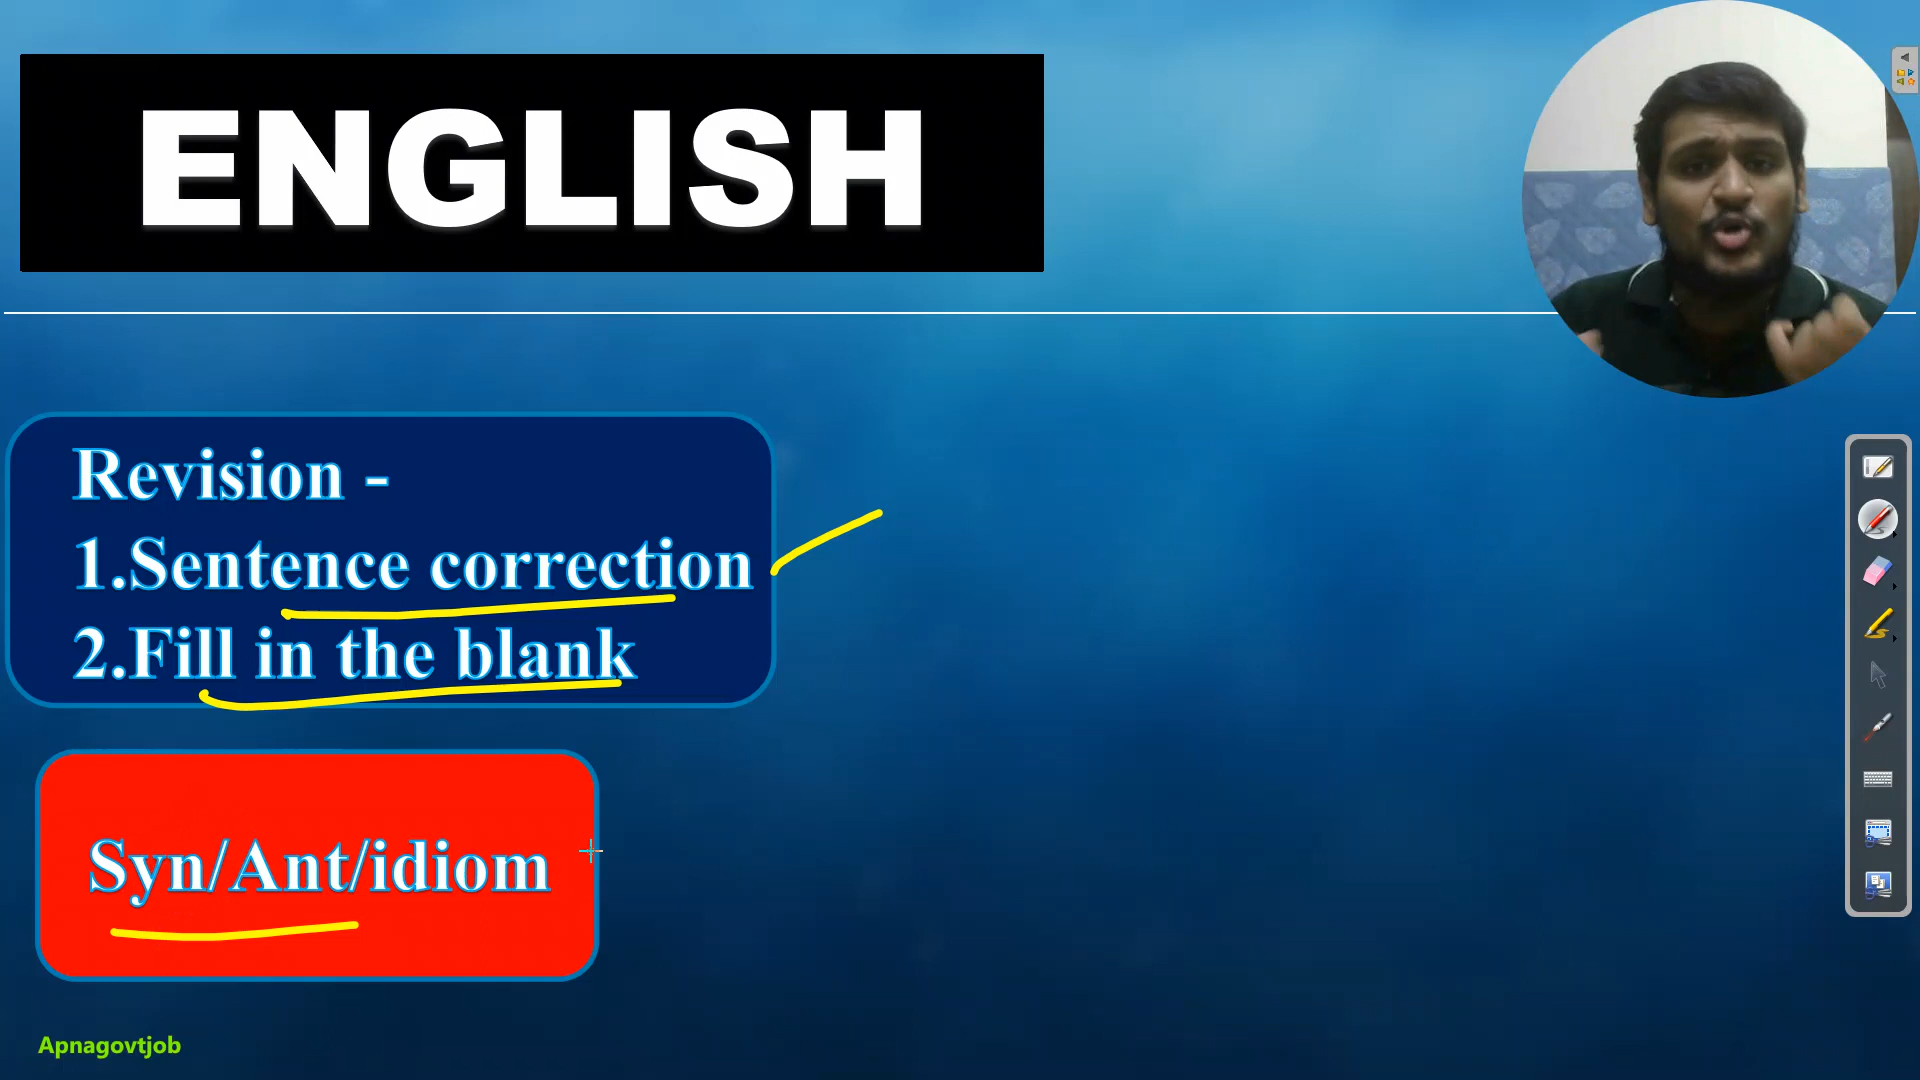 ENGLISH
Revision -
1.Sentence correction
2.Fill in the blank
Syn/Ant/idiom
Apnagovtjob